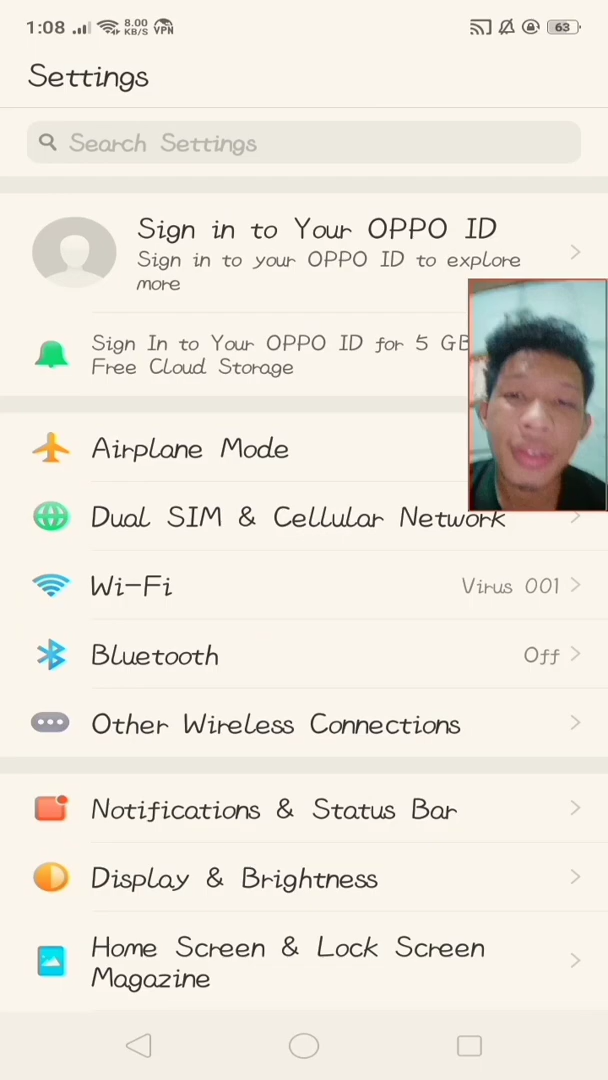 1:08 8.00 KB/S VPN 63
Settings
Search Settings
Sign in to Your OPPO ID
Sign in to your OPPO ID to explore
more
Sign In to Your OPPO ID for 5 GB
Free Cloud Storage
Airplane Mode
Dual SIM & Cellular Network
Wi-Fi Virus 001
Bluetooth Off
Other Wireless Connections
Notifications & Status Bar
Display & Brightness
Home Screen & Lock Screen
Magazine